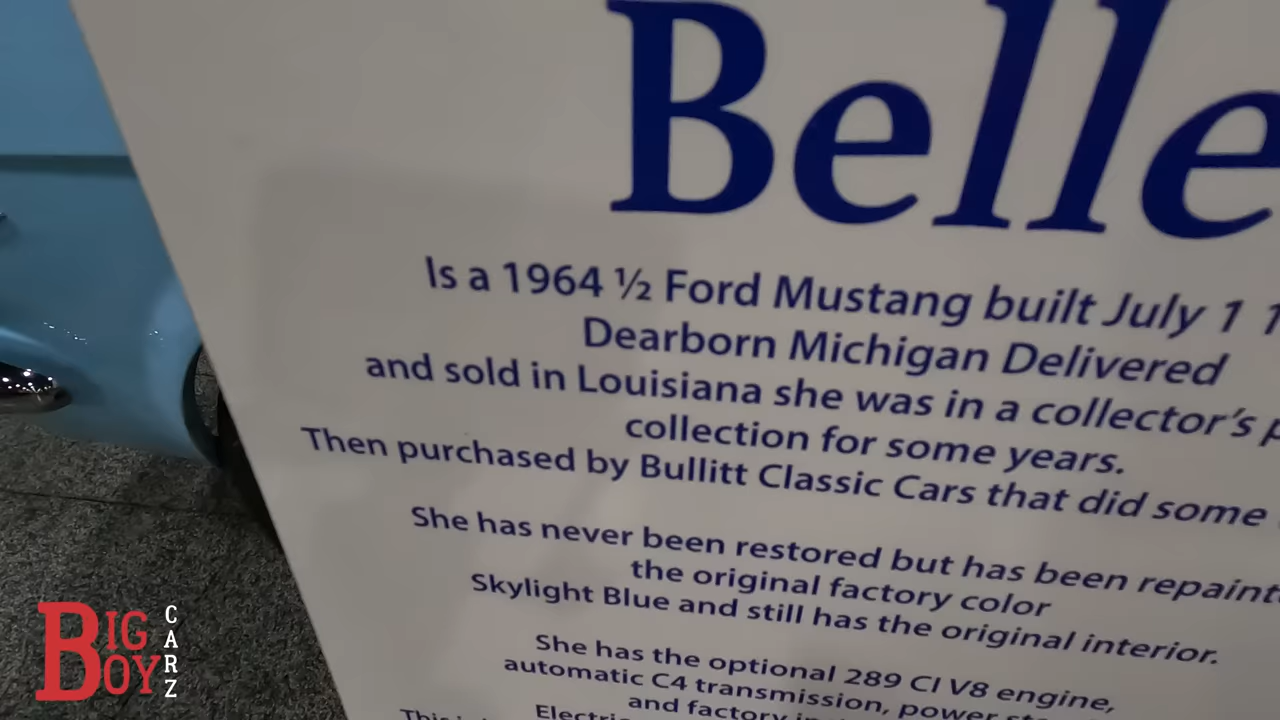 Belle
Is a 1964 ½ Ford Mustang built July 1
Dearborn Michigan Delivered
and sold in Louisiana she was in a collector's
collection for some years.
Then purchased by Bullitt Classic Cars that did some
She has never been restored but has been
the original factory color
Skylight Blue and still has the original interior.
She has the optional 289 CI V8 engine,
automatic C4 transmission, power
and factory
BIG
BOY
CARZ